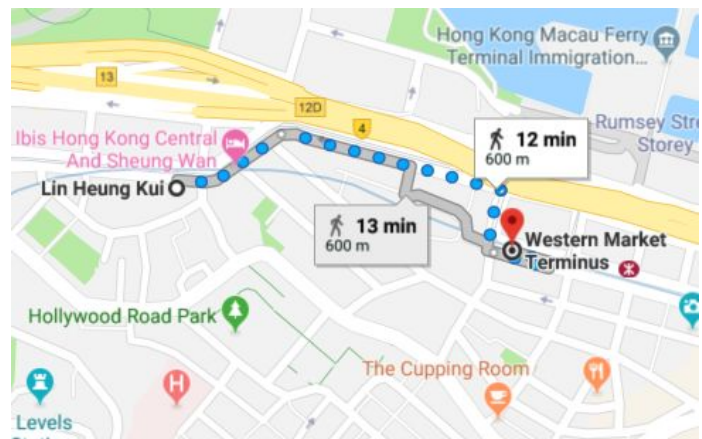 Hong Kong Macau Ferry
Terminal Immigration...
13
12D
4
Rumsey Stre
Storey
12 min
600 m
Ibis Hong Kong Central
And Sheung Wan
Lin Heung Kui
13 min
600 m
Western Market
Terminus
Hollywood Road Park
The Cupping Room
H
Levels